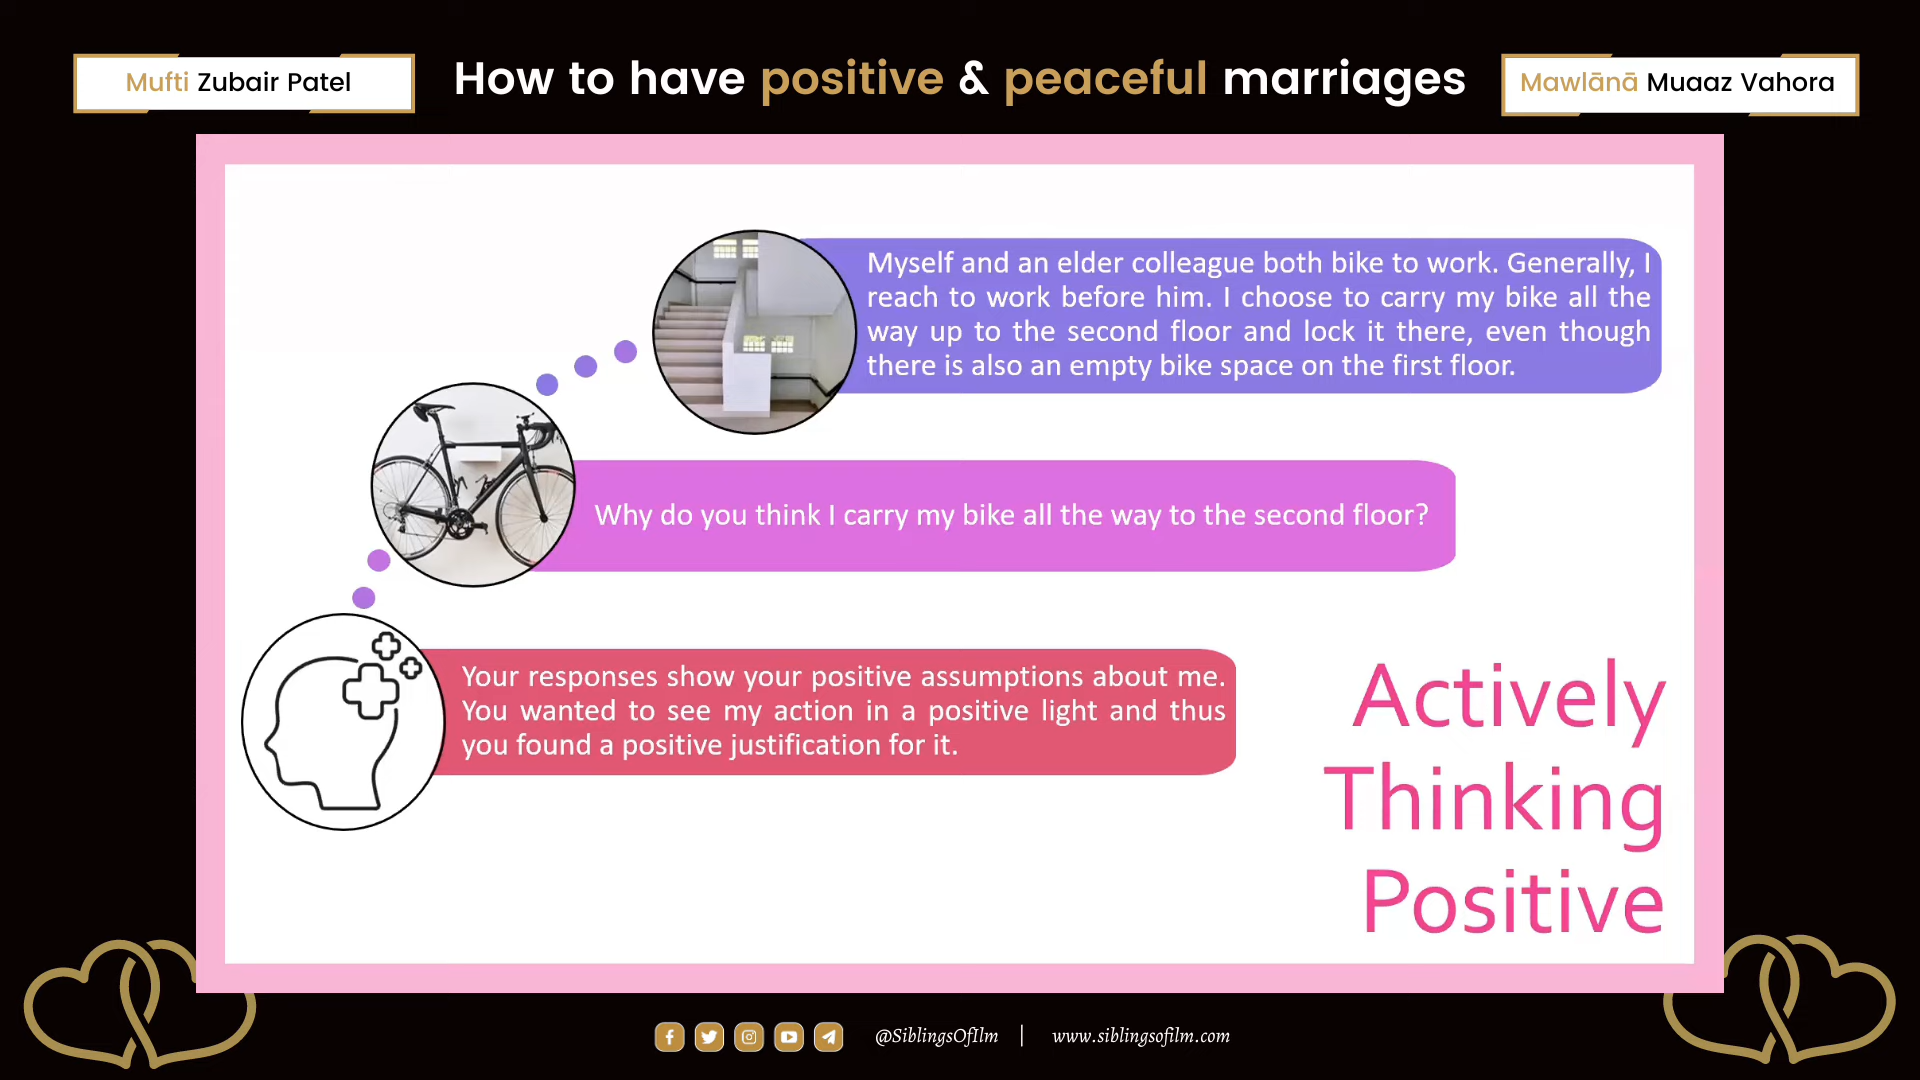 Mufti Zubair Patel
How to have positive & peaceful marriages
Mawlānā Muaaz Vahora
Myself and an elder colleague both bike to work. Generally, I
reach to work before him. I choose to carry my bike all the
way up to the second floor and lock it there, even though
there is also an empty bike space on the first floor.
Why do you think I carry my bike all the way to the second floor?
Your responses show your positive assumptions about me.
You wanted to see my action in a positive light and thus
you found a positive justification for it.
Actively
Thinking
Positive
@SiblingsOfIlm | www.siblingsofilm.com